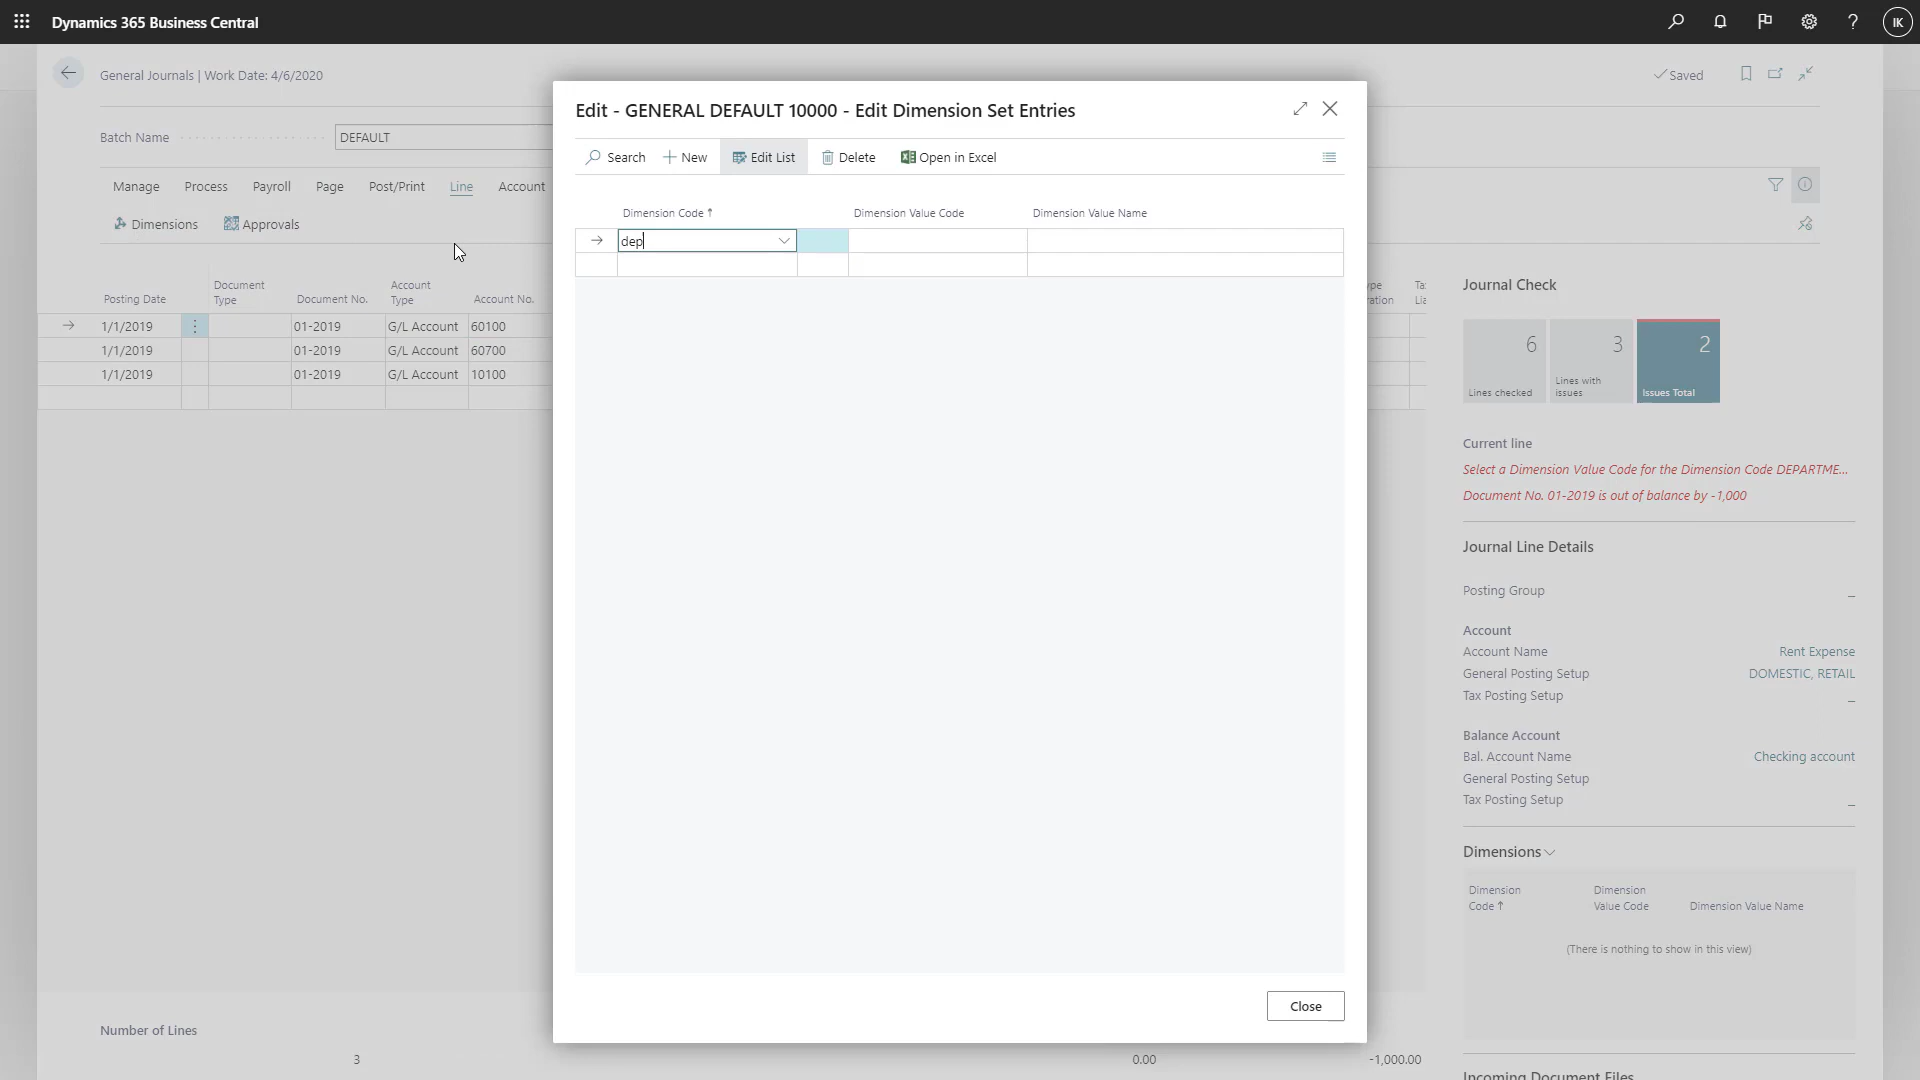 Dynamics 365 Business Central
IK
General Journals | Work Date: 4/6/2020
Saved
Batch Name
DEFAULT
Manage Process Payroll Page Post/Print Line Account
Dimensions Approvals
Posting Date
Document Type
Document No.
Account Type
Account No.
1/1/2019 01-2019 G/L Account 60100
1/1/2019 01-2019 G/L Account 60700
1/1/2019 01-2019 G/L Account 10100
Number of Lines
3
0.00
-1,000.00
Edit - GENERAL DEFAULT 10000 - Edit Dimension Set Entries
Search New Edit List Delete Open in Excel
Dimension Code ↑ Dimension Value Code Dimension Value Name
dep
Close
Journal Check
6
Lines checked
3
Lines with issues
2
Issues Total
Current line
Select a Dimension Value Code for the Dimension Code DEPARTME...
Document No. 01-2019 is out of balance by -1,000
Journal Line Details
Posting Group _
Account
Account Name Rent Expense
General Posting Setup DOMESTIC, RETAIL
Tax Posting Setup _
Balance Account
Bal. Account Name Checking account
General Posting Setup
Tax Posting Setup _
Dimensions
Dimension Code ↑
Dimension Value Code
Dimension Value Name
(There is nothing to show in this view)
Incoming Document Files